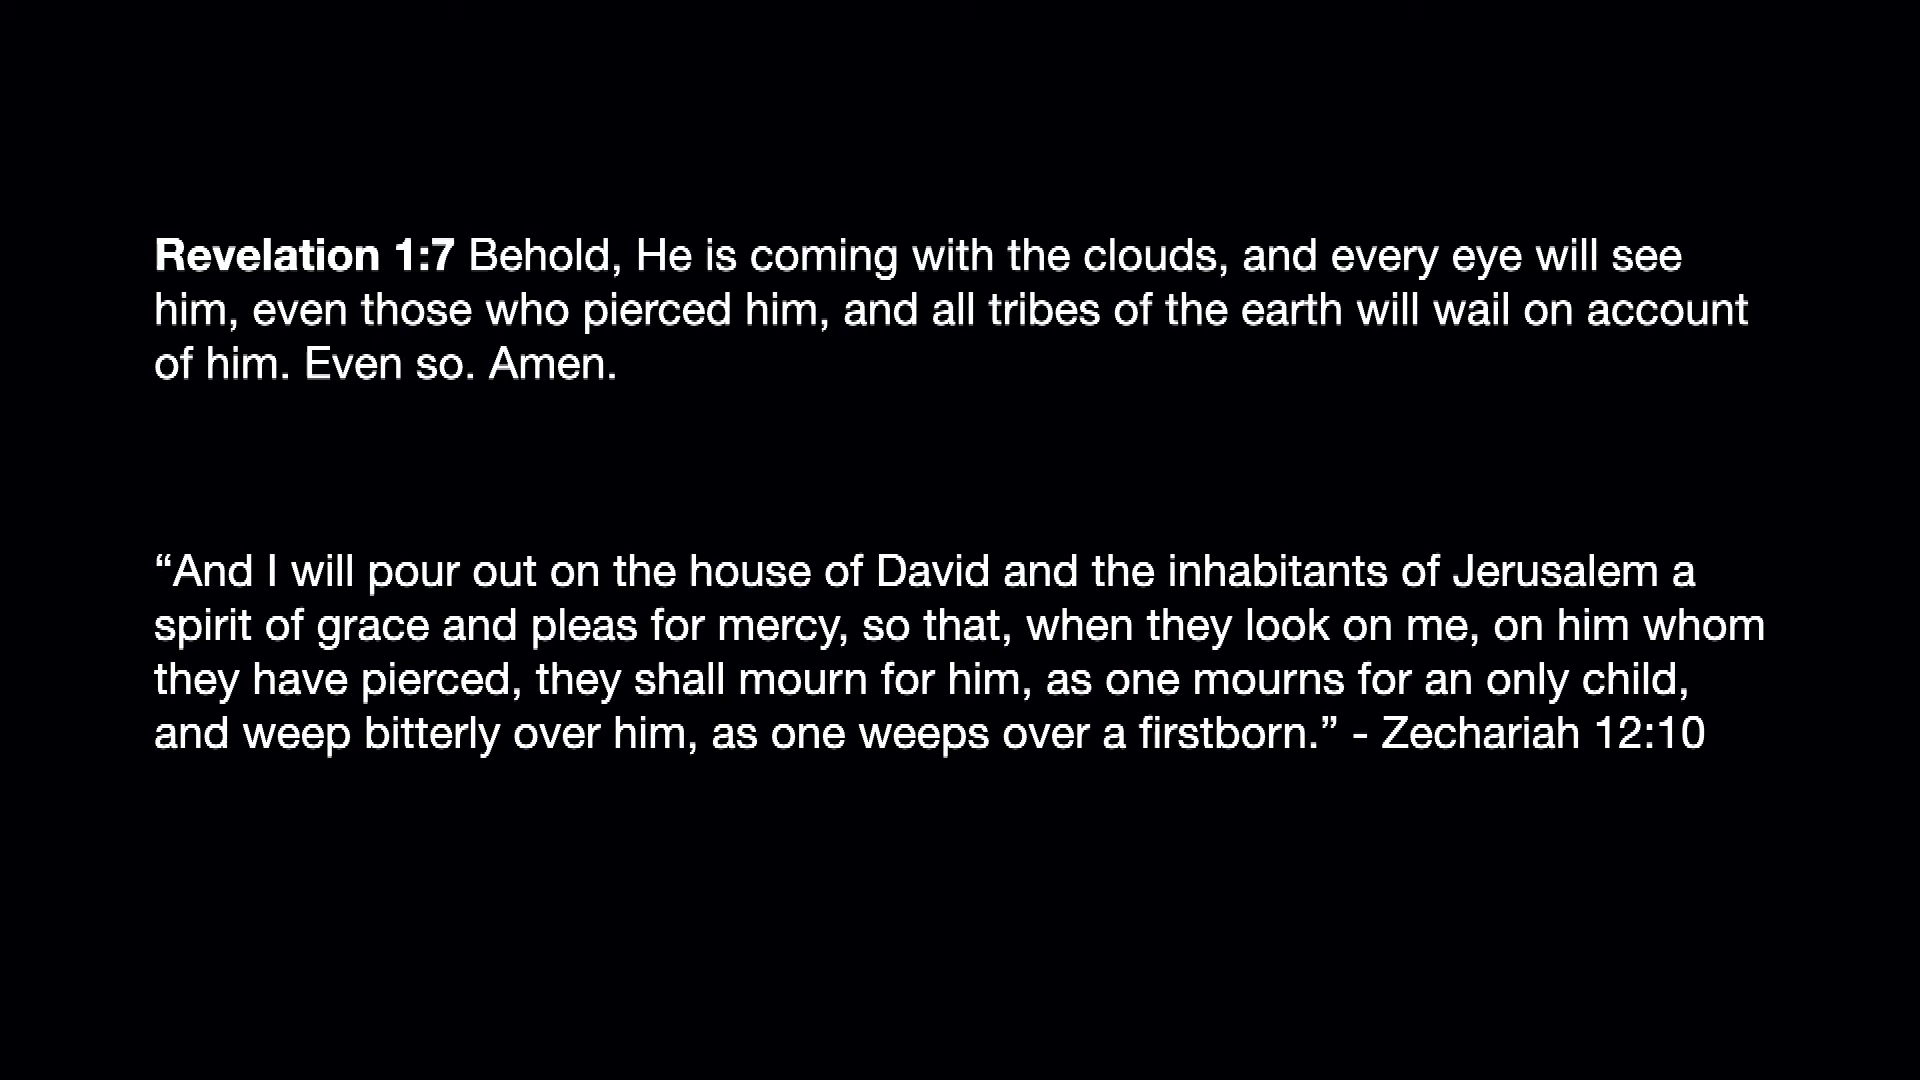 Revelation 1:7 Behold, He is coming with the clouds, and every eye will see
him, even those who pierced him, and all tribes of the earth will wail on account
of him. Even so. Amen.
“And I will pour out on the house of David and the inhabitants of Jerusalem a
spirit of grace and pleas for mercy, so that, when they look on me, on him whom
they have pierced, they shall mourn for him, as one mourns for an only child,
and weep bitterly over him, as one weeps over a firstborn.” - Zechariah 12:10